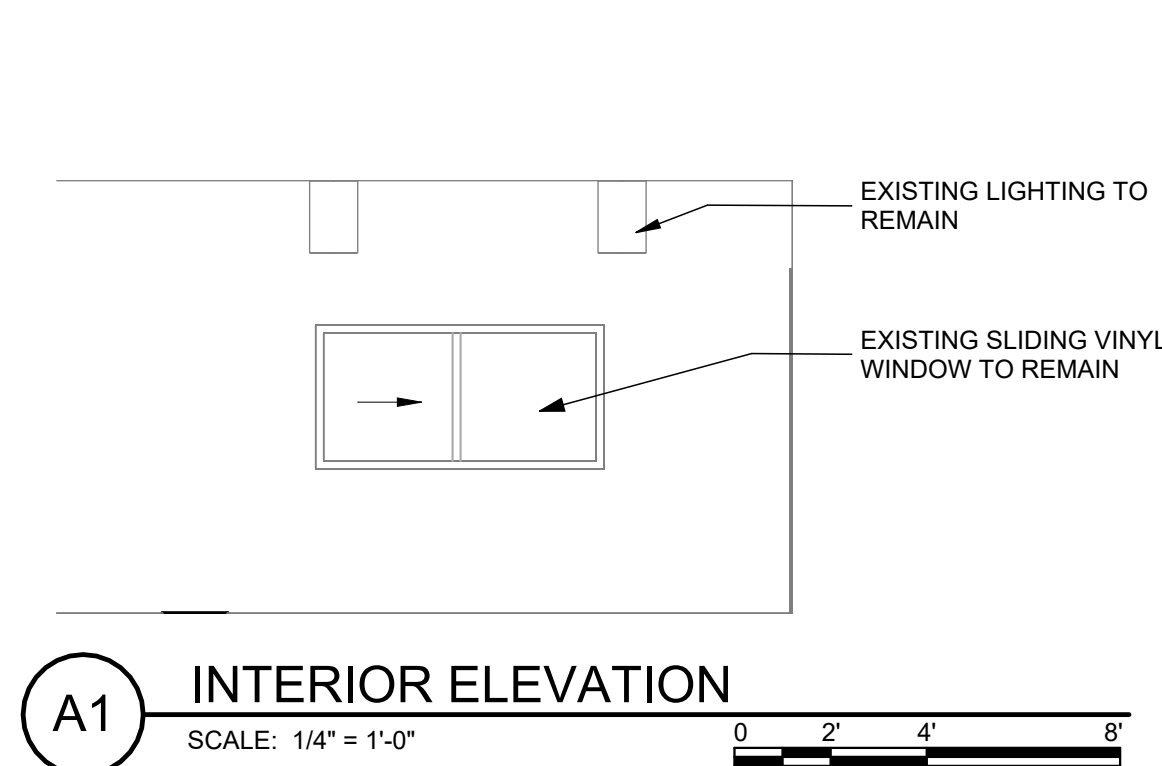 EXISTING LIGHTING TO
REMAIN
EXISTING SLIDING VINYL
WINDOW TO REMAIN
A1
INTERIOR ELEVATION
SCALE: 1/4" = 1'-0"
0 2' 4' 8'